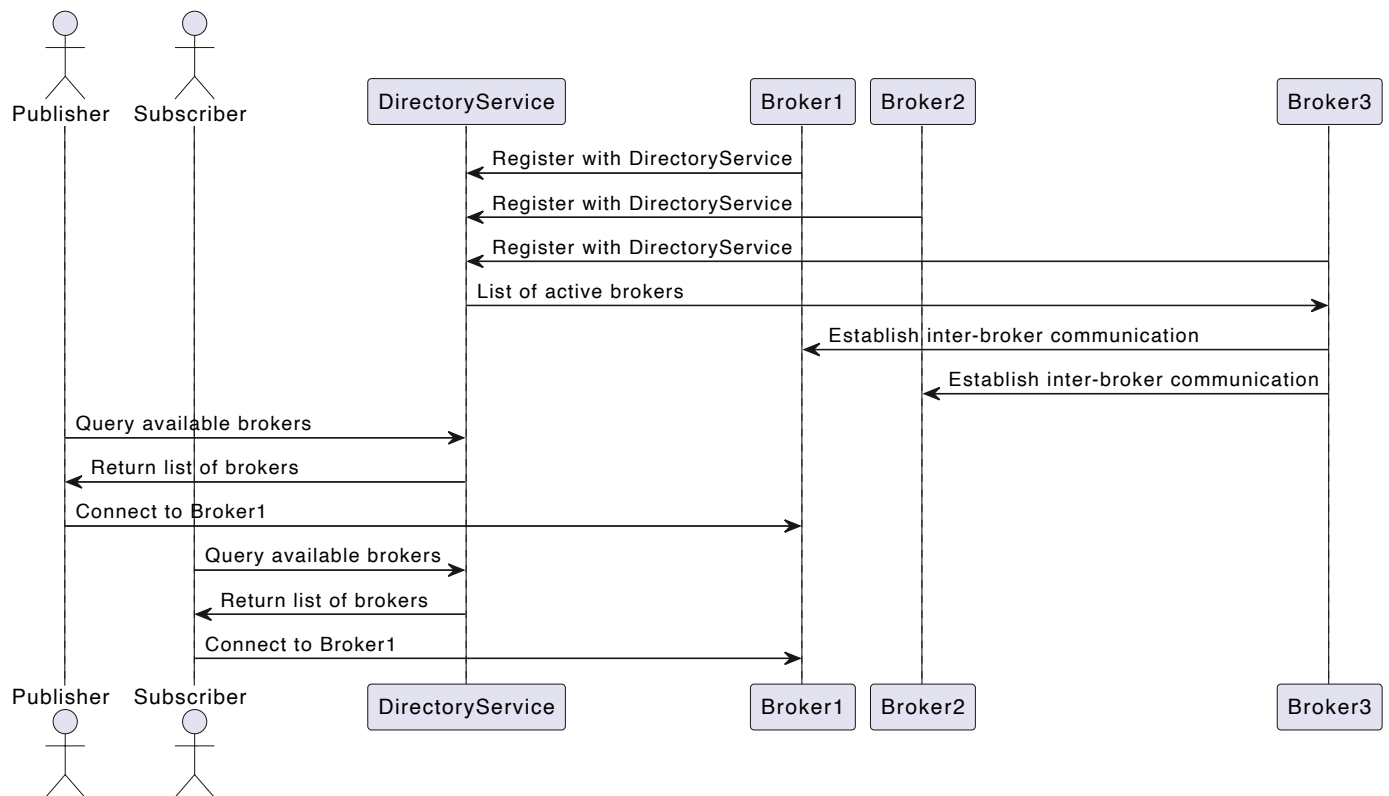 Publisher
Subscriber
DirectoryService
Broker1
Broker2
Broker3
Register with DirectoryService
Register with DirectoryService
Register with DirectoryService
List of active brokers
Establish inter-broker communication
Establish inter-broker communication
Query available brokers
Return list of brokers
Connect to Broker1
Query available brokers
Return list of brokers
Connect to Broker1
Publisher
Subscriber
DirectoryService
Broker1
Broker2
Broker3